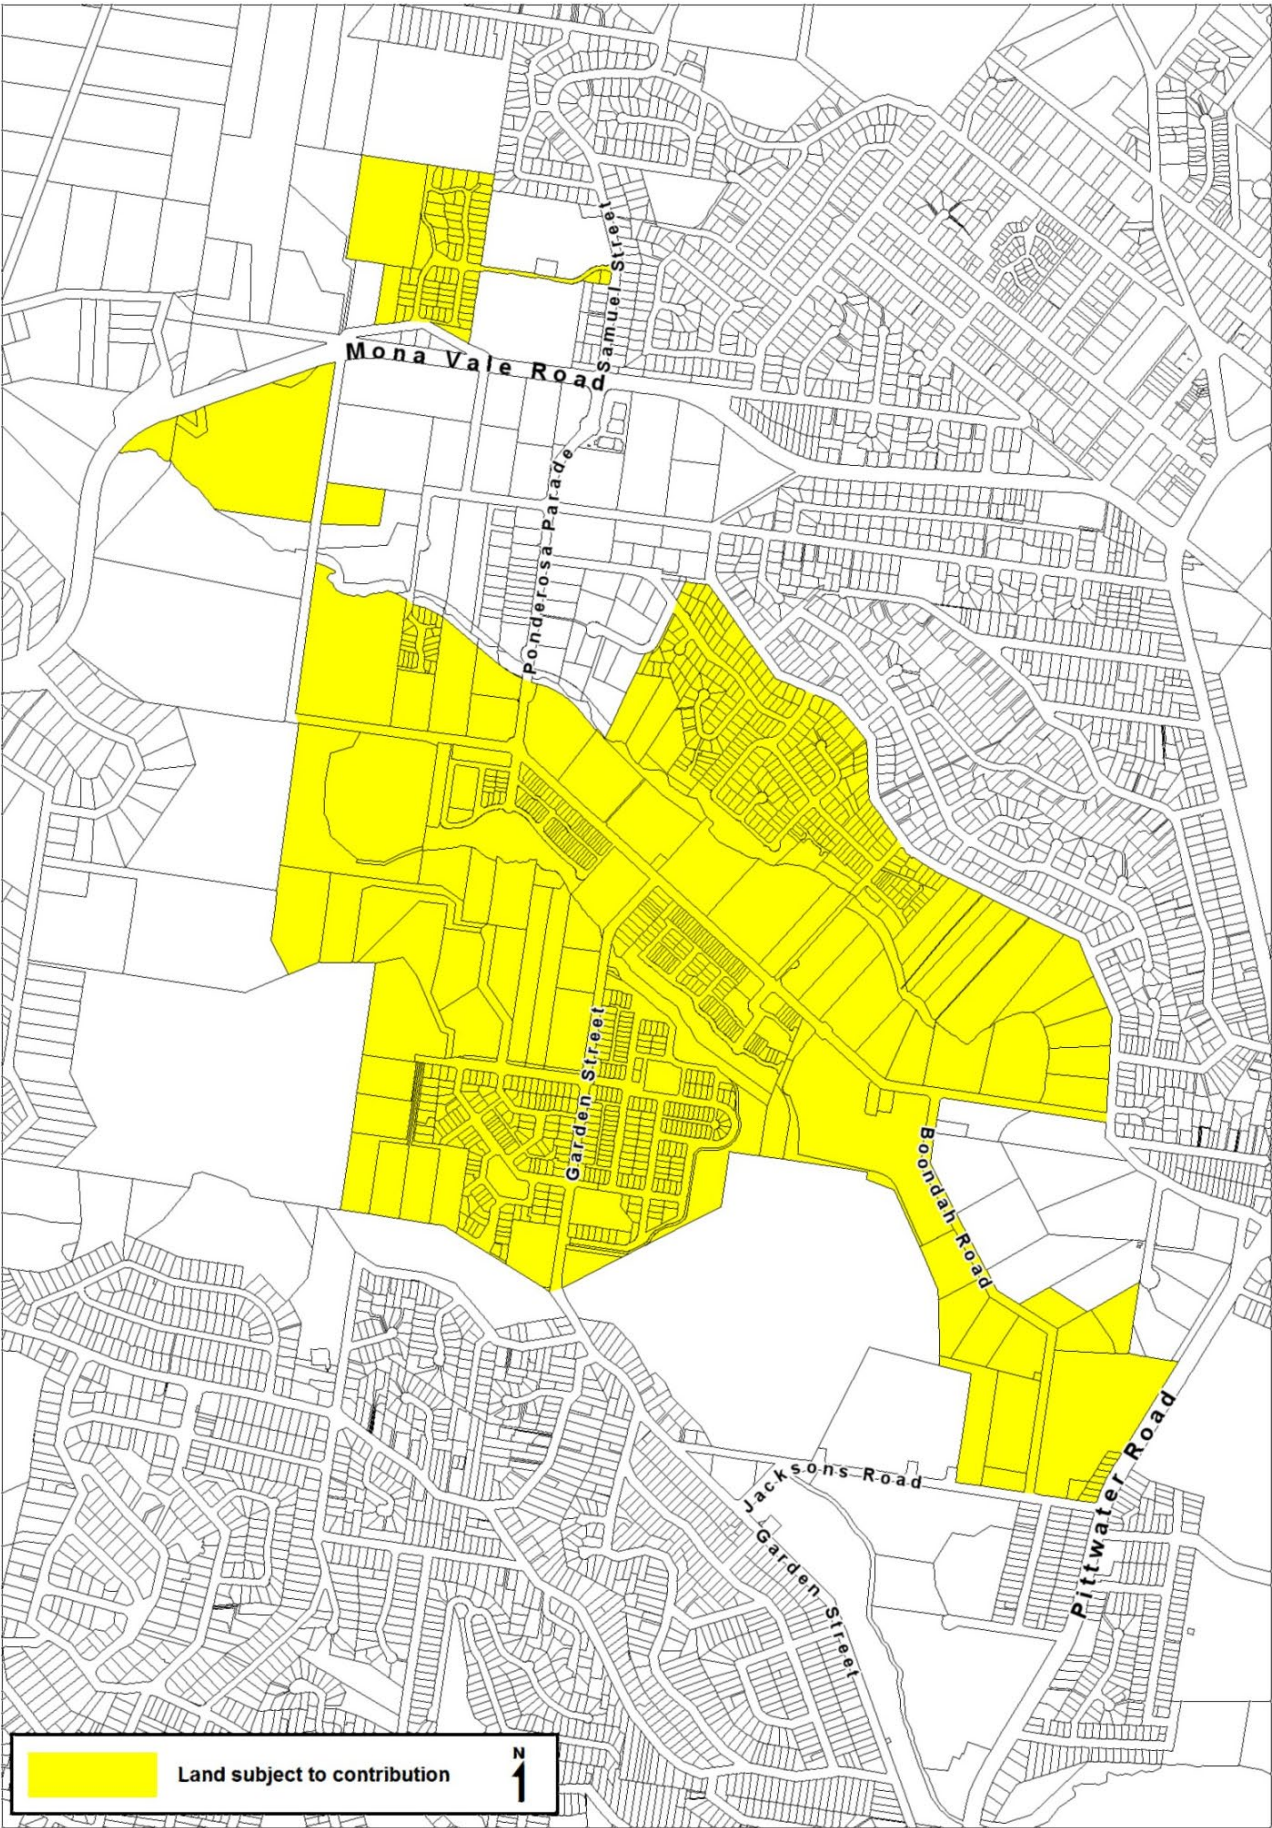 Samuel Street
Mona Vale Road
Ponderosa Parade
Garden Street
Boondah Road
Pittwater Road
Jacksons Road
Garden Street
Land subject to contribution
N